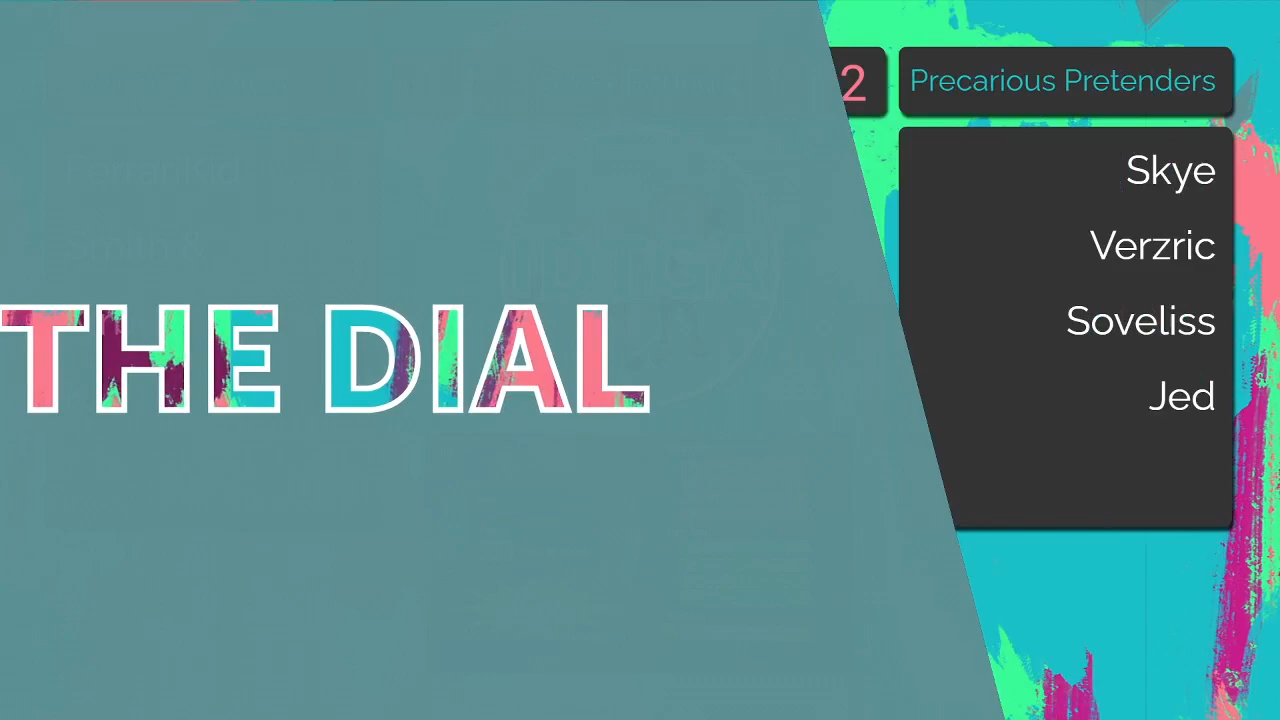 2
Precarious Pretenders
Skye
Verzric
Soveliss
Jed
THE DIAL